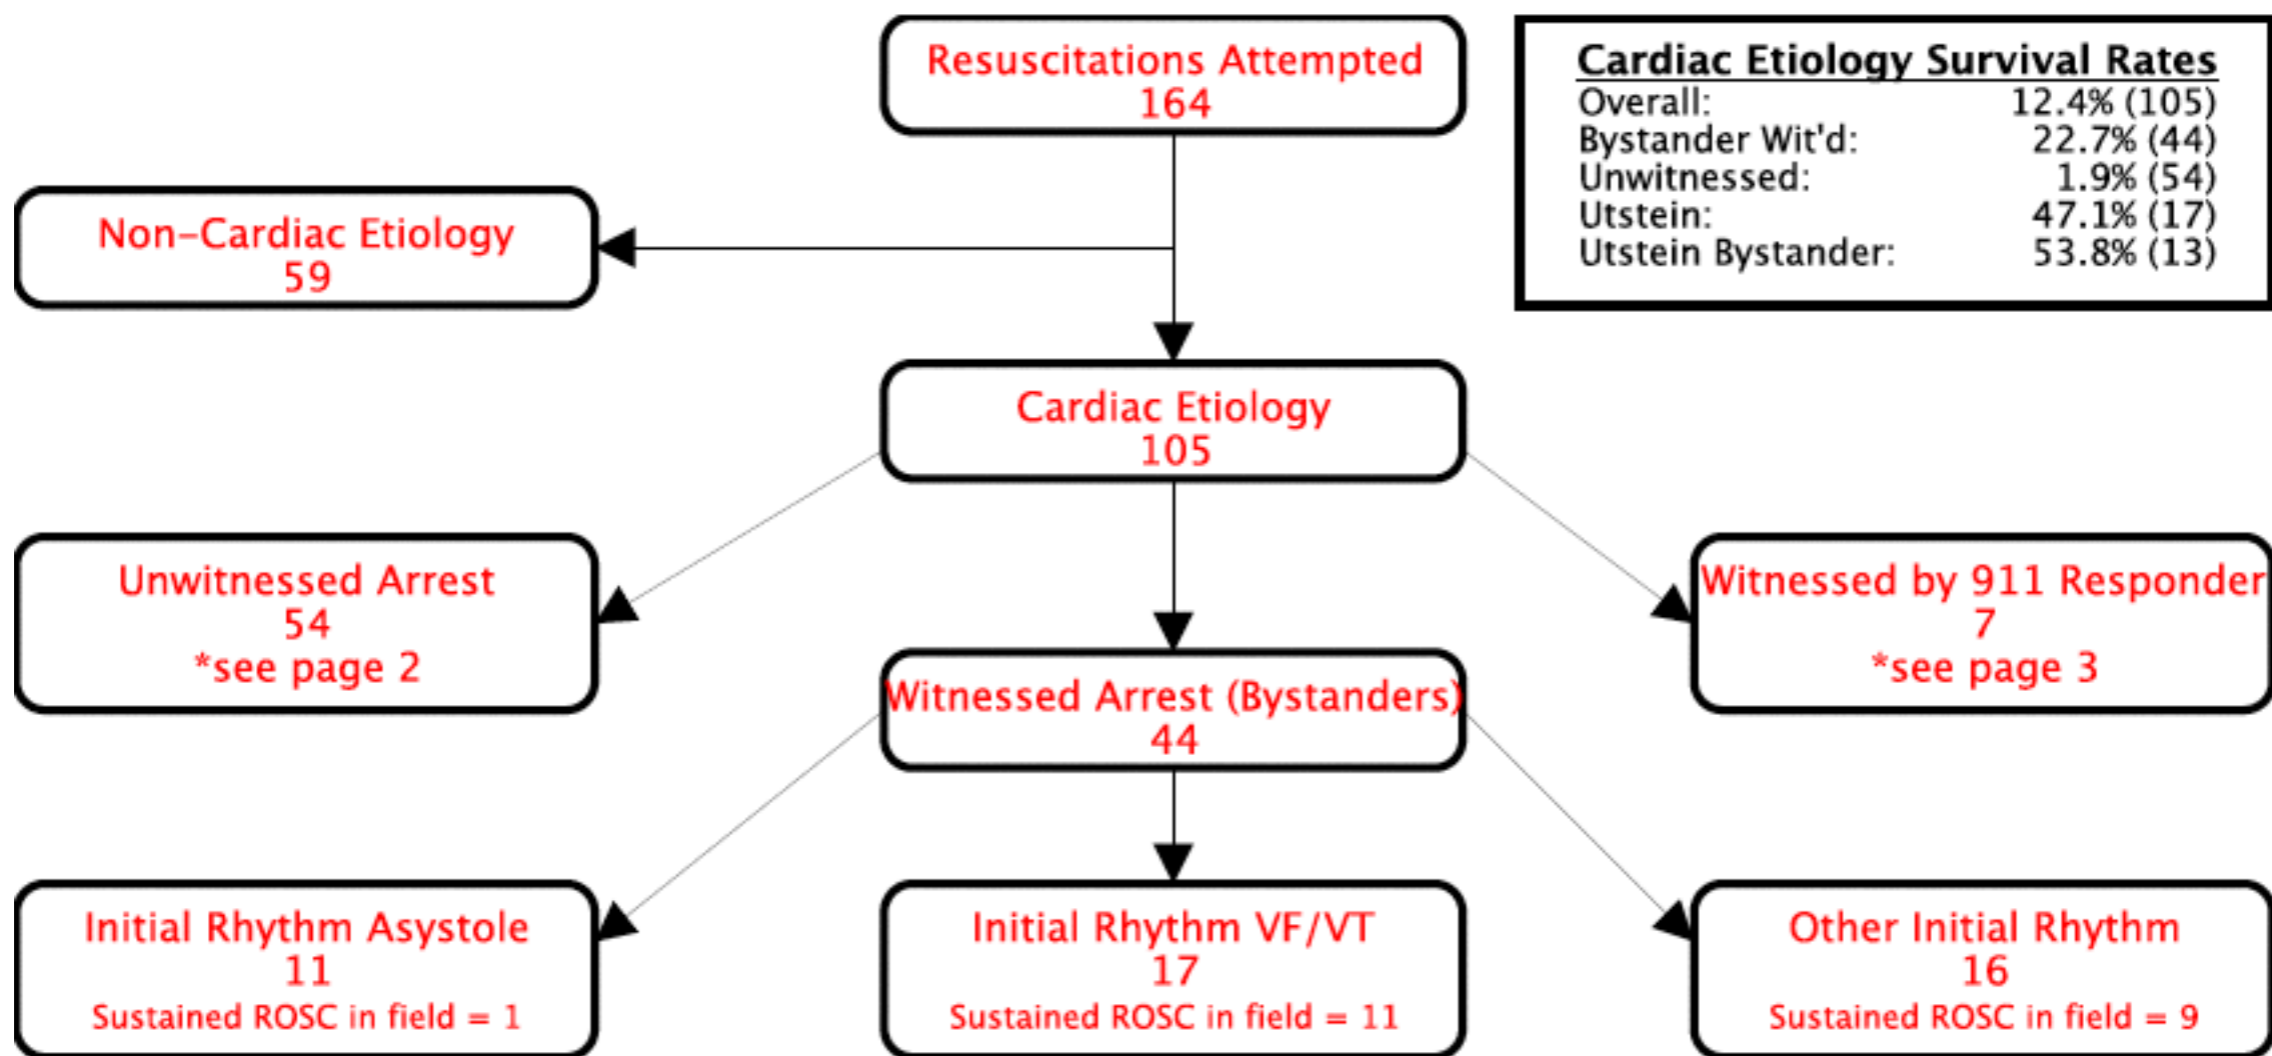 Resuscitations Attempted
164
Cardiac Etiology Survival Rates
Overall: 12.4% (105)
Bystander Wit'd: 22.7% (44)
Unwitnessed: 1.9% (54)
Utstein: 47.1% (17)
Utstein Bystander: 53.8% (13)
Non-Cardiac Etiology
59
Cardiac Etiology
105
Unwitnessed Arrest
54
*see page 2
Witnessed by 911 Responder
7
*see page 3
Witnessed Arrest (Bystanders)
44
Initial Rhythm Asystole
11
Sustained ROSC in field = 1
Initial Rhythm VF/VT
17
Sustained ROSC in field = 11
Other Initial Rhythm
16
Sustained ROSC in field = 9